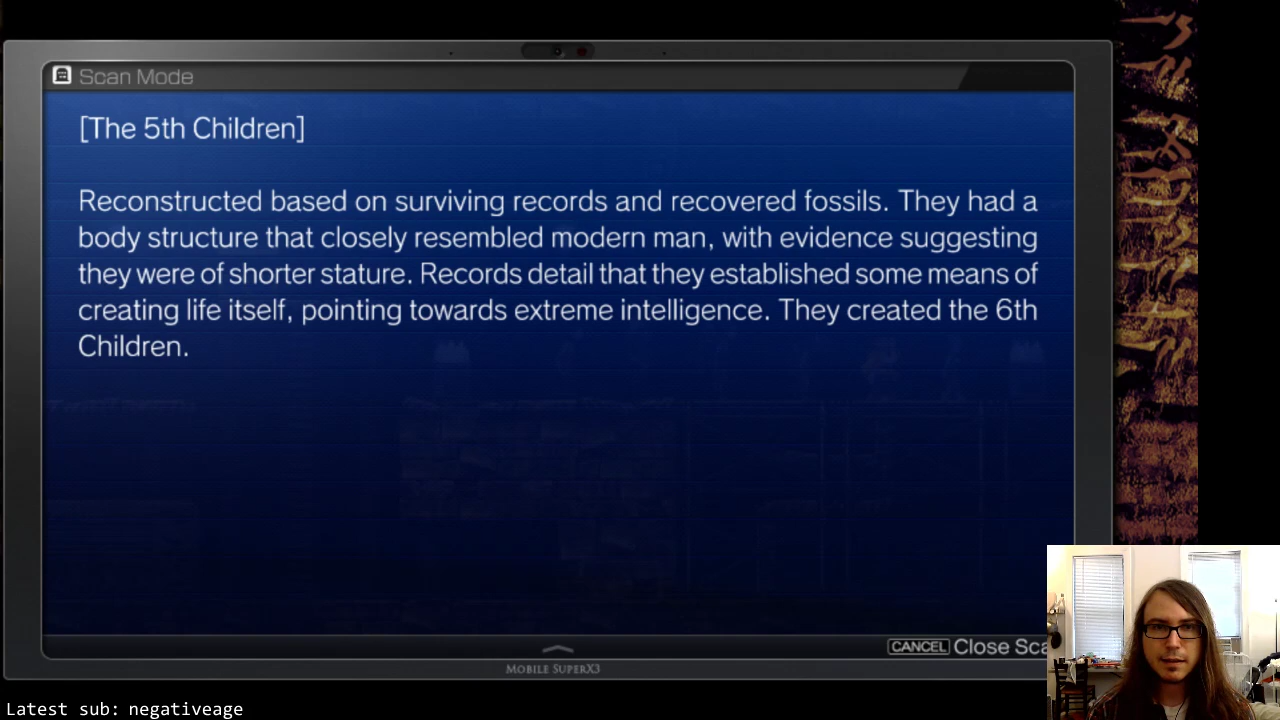 Scan Mode
[The 5th Children]
Reconstructed based on surviving records and recovered fossils. They had a
body structure that closely resembled modern man, with evidence suggesting
they were of shorter stature. Records detail that they established some means of
creating life itself, pointing towards extreme intelligence. They created the 6th
Children.
CANCEL Close Sca
MOBILE SUPERX3
Latest sub: negativeage